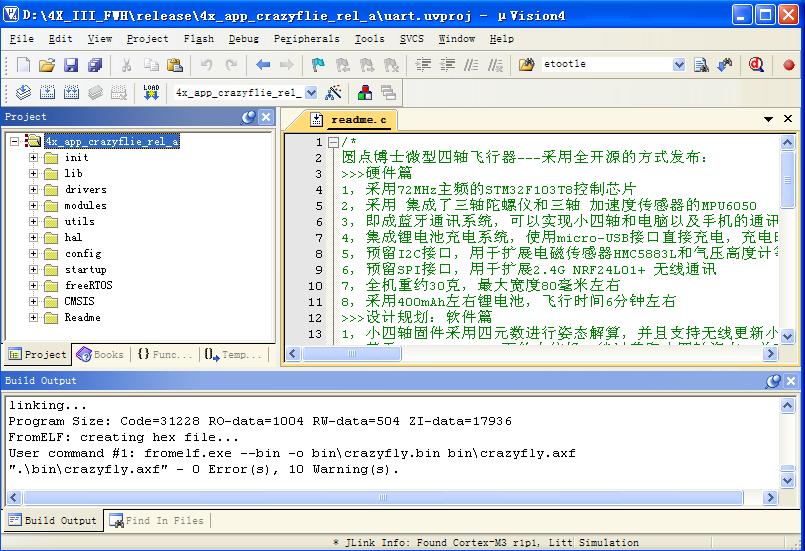 D:\4X_III_FWH\release\4x_app_crazyflie_rel_a\uart.uvproj - μVision4
File Edit View Project Flash Debug Peripherals Tools SVCS Window Help
etootle
LOAD 4x_app_crazyflie_rel_
Project
readme.c
4x_app_crazyflie_rel_a
init
lib
drivers
modules
utils
hal
config
startup
freeRTOS
CMSIS
Readme
1 /*
2 圆点博士微型四轴飞行器---采用全开源的方式发布:
3 >>>硬件篇
4 1, 采用72MHz主频的STM32F103T8控制芯片
5 2, 采用 集成了三轴陀螺仪和三轴 加速度传感器的MPU6050
6 3, 即成蓝牙通讯系统, 可以实现小四轴和电脑以及手机的通讯
7 4, 集成锂电池充电系统, 使用micro-USB接口直接充电, 充电
8 5, 预留I2C接口, 用于扩展电磁传感器HMC5883L和气压高度计
9 6, 预留SPI接口, 用于扩展2.4G NRF24L01+ 无线通讯
10 7, 全机重约30克, 最大宽度80毫米左右
11 8, 采用400mAh左右锂电池, 飞行时间6分钟左右
12 >>>设计规划: 软件篇
13 1, 小四轴固件采用四元数进行姿态解算, 并且支持无线更新小
Project Books {} Func... Temp...
Build Output
linking...
Program Size: Code=31228 RO-data=1004 RW-data=504 ZI-data=17936
FromELF: creating hex file...
User command #1: fromelf.exe --bin -o bin\crazyfly.bin bin\crazyfly.axf
".\bin\crazyfly.axf" - 0 Error(s), 10 Warning(s).
Build Output Find In Files
* JLink Info: Found Cortex-M3 r1p1, Litt Simulation